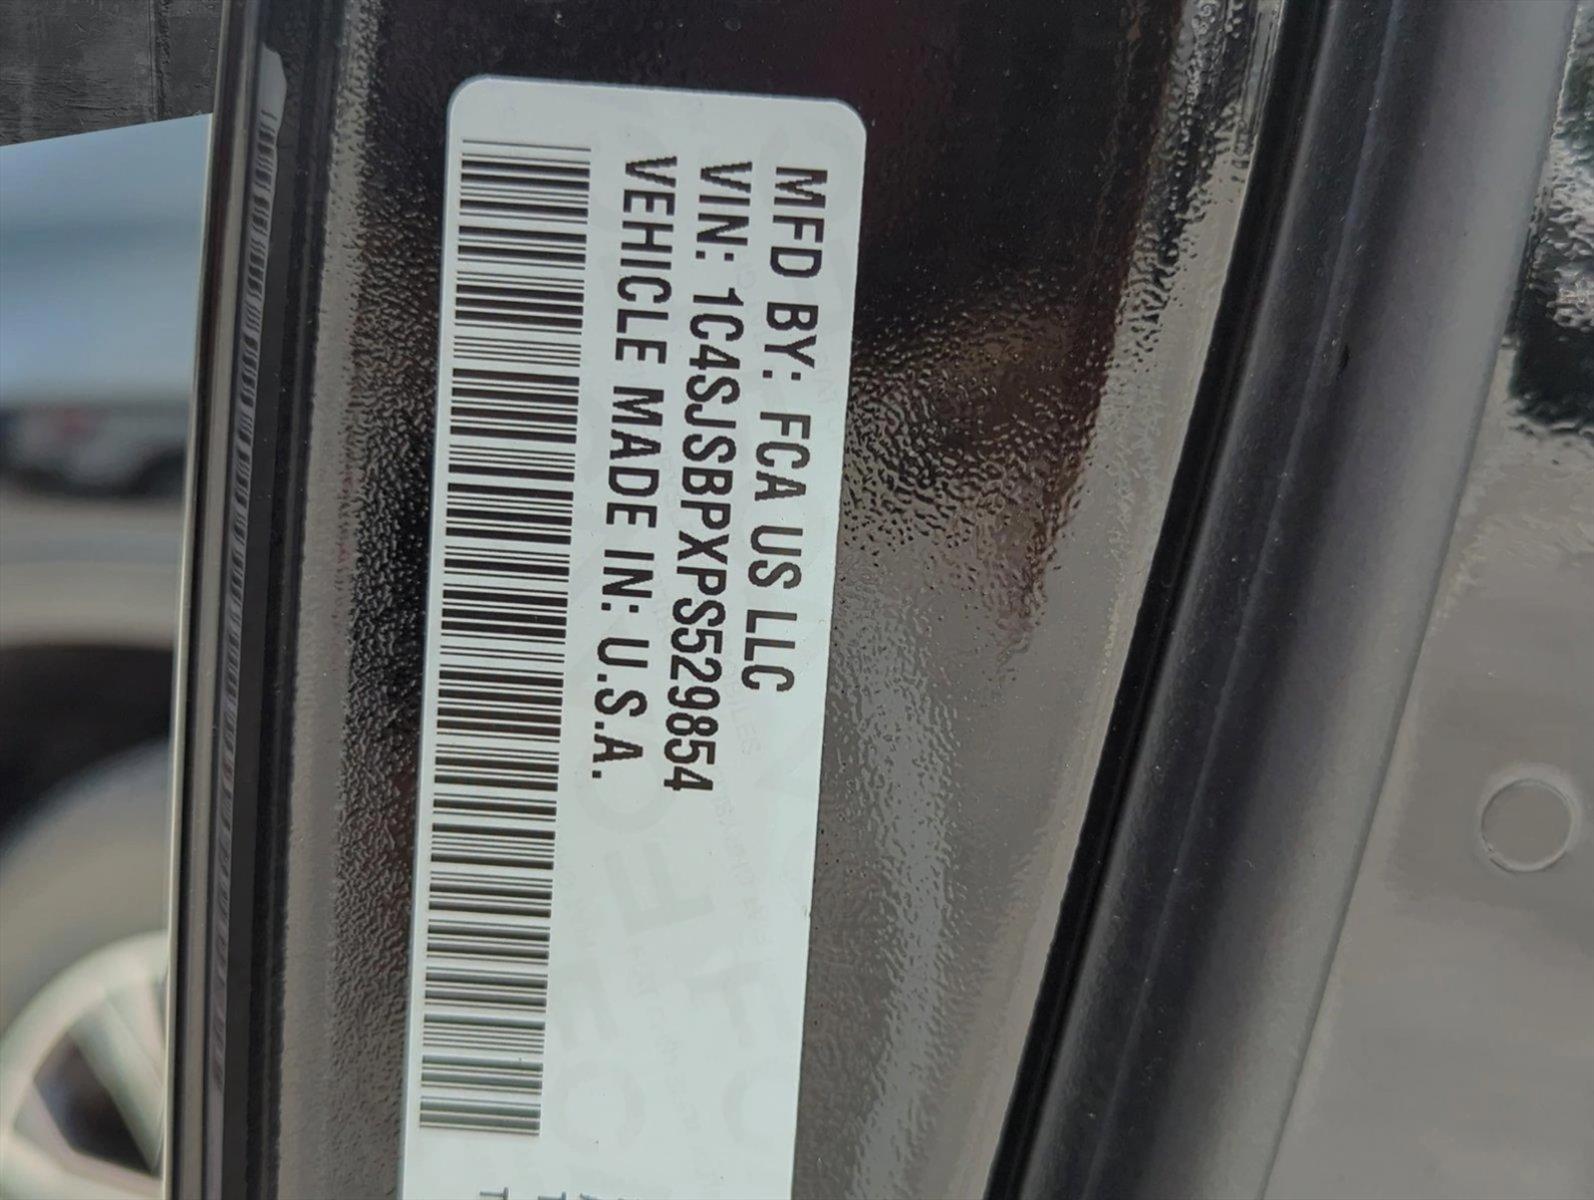 MFD BY: FCA US LLC
VIN: 1C4SJSBPXPS529854
VEHICLE MADE IN: U.S.A.